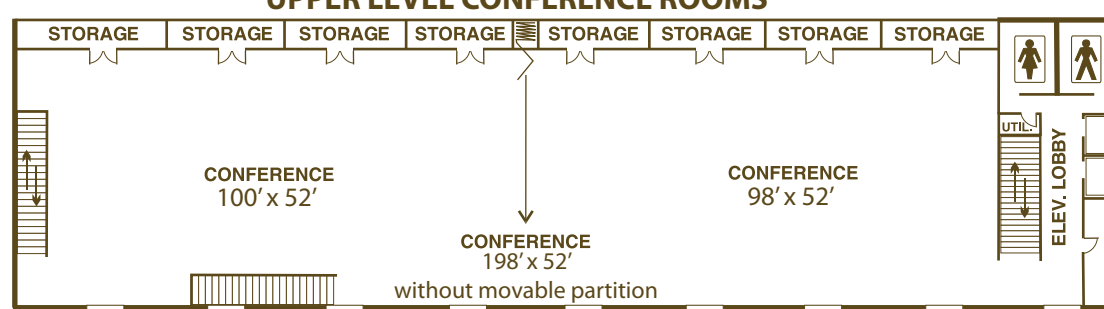 UPPER LEVEL CONFERENCE ROOMS
STORAGE STORAGE STORAGE STORAGE STORAGE STORAGE STORAGE STORAGE
UTIL.
ELEV. LOBBY
CONFERENCE
100’ x 52’
CONFERENCE
98’ x 52’
CONFERENCE
198’ x 52’
without movable partition